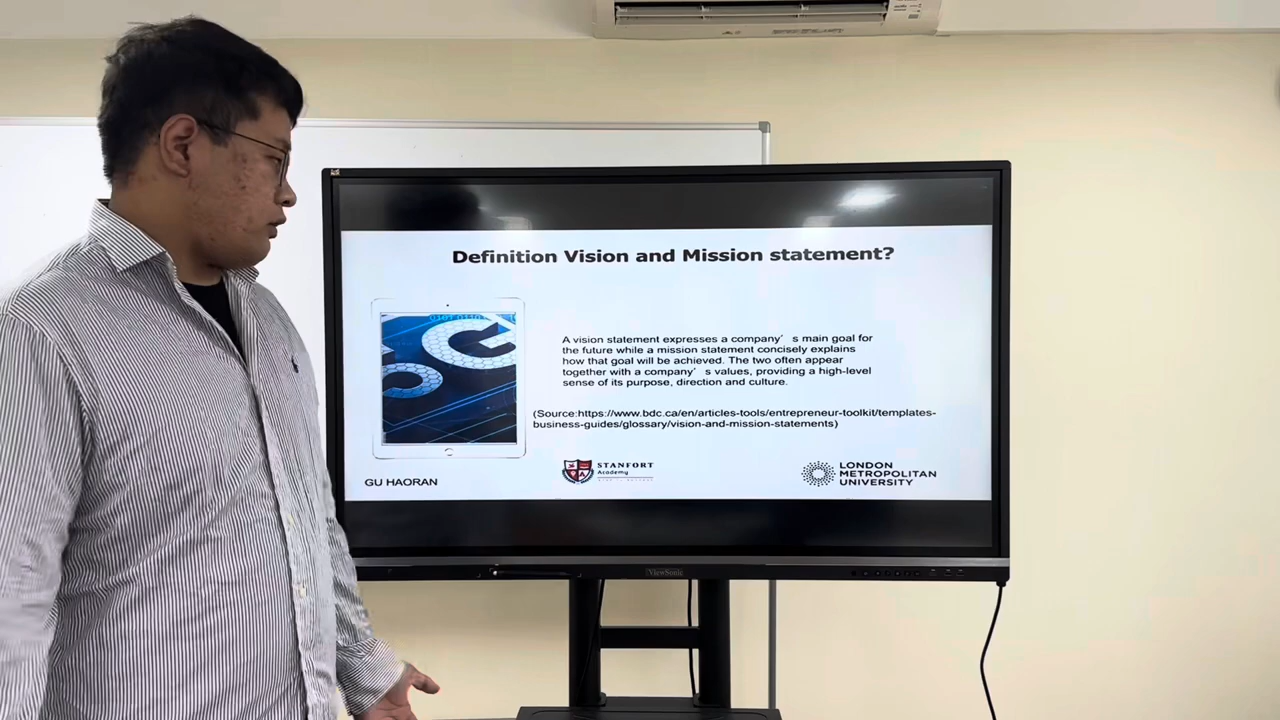 Definition Vision and Mission statement?
0101 0110
5G
A vision statement expresses a company’ s main goal for
the future while a mission statement concisely explains
how that goal will be achieved. The two often appear
together with a company’ s values, providing a high-level
sense of its purpose, direction and culture.
(Source:https://www.bdc.ca/en/articles-tools/entrepreneur-toolkit/templates-
business-guides/glossary/vision-and-mission-statements)
GU HAORAN
STANFORT
Academy
LONDON
METROPOLITAN
UNIVERSITY
ViewSonic